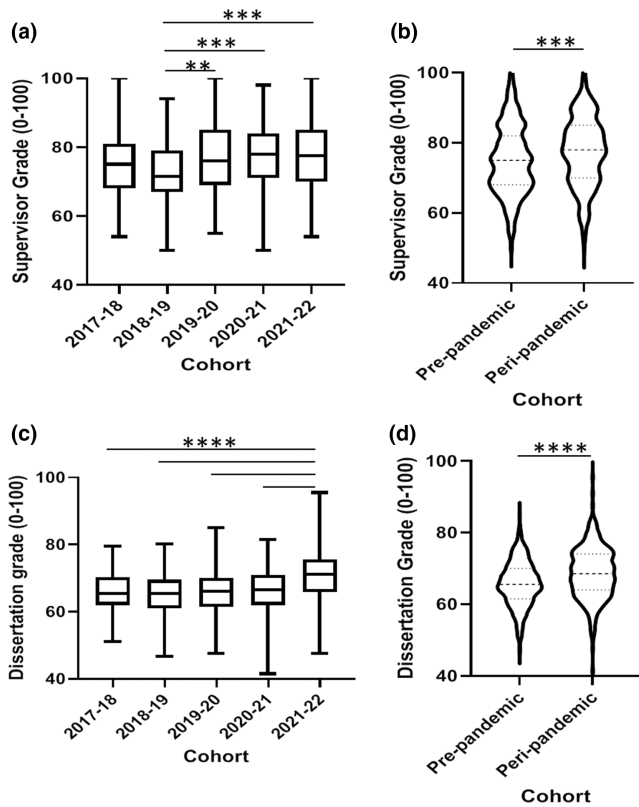 (a)
***
***
**
Supervisor Grade (0-100)
100
80
60
40
2017-18
2018-19
2019-20
2020-21
2021-22
Cohort
(b)
***
Supervisor Grade (0-100)
100
80
60
40
Pre-pandemic
Peri-pandemic
Cohort
(c)
****
Dissertation grade (0-100)
100
80
60
40
2017-18
2018-19
2019-20
2020-21
2021-22
Cohort
(d)
****
Dissertation Grade (0-100)
100
80
60
40
Pre-pandemic
Peri-pandemic
Cohort